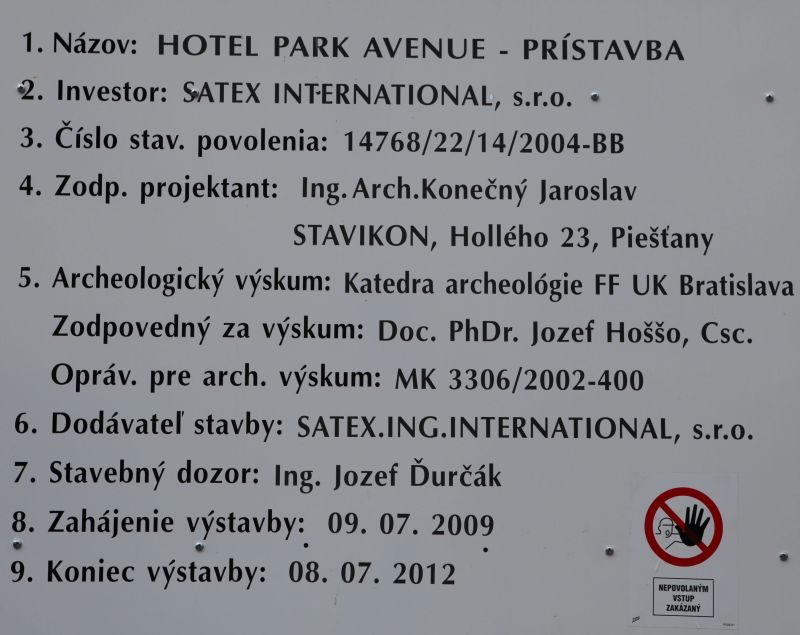 1. Názov: HOTEL PARK AVENUE - PRÍSTAVBA
2. Investor: SATEX INTERNATIONAL, s.r.o.
3. Číslo stav. povolenia: 14768/22/14/2004-BB
4. Zodp. projektant: Ing. Arch.Konečný Jaroslav
STAVIKON, Hollého 23, Piešťany
5. Archeologický výskum: Katedra archeológie FF UK Bratislava
Zodpovedný za výskum: Doc. PhDr. Jozef Hoššo, Csc.
Opráv. pre arch. výskum: MK 3306/2002-400
6. Dodávateľ stavby: SATEX.ING.INTERNATIONAL, s.r.o.
7. Stavebný dozor: Ing. Jozef Ďurčák
8. Zahájenie výstavby: 09. 07. 2009
9. Koniec výstavby: 08. 07. 2012
NEPOVOLANÝM
VSTUP
ZAKÁZANÝ